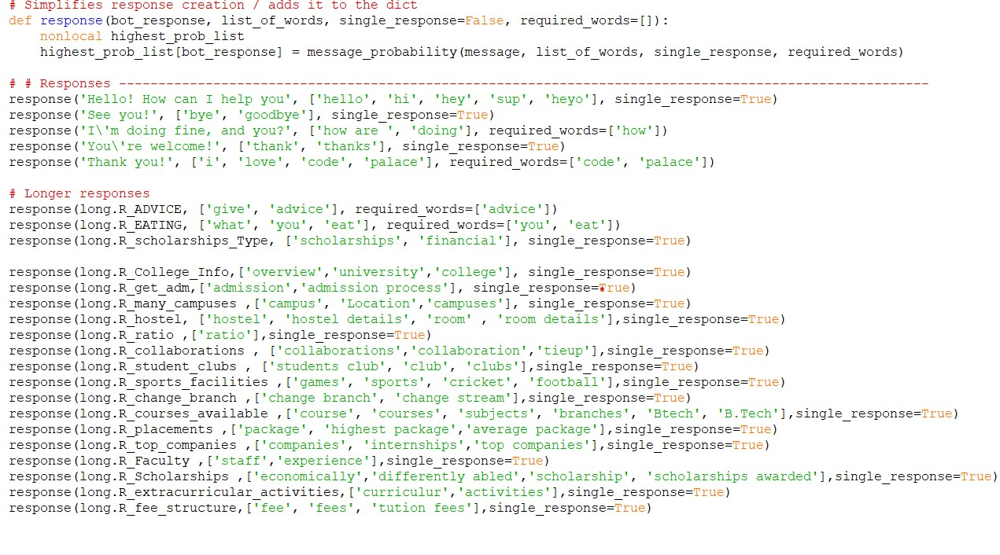 # Simplifies response creation / adds it to the dict
def response(bot_response, list_of_words, single_response=False, required_words=[]):
    nonlocal highest_prob_list
    highest_prob_list[bot_response] = message_probability(message, list_of_words, single_response, required_words)
# # Responses -------------------------------------------------------------------------------------------------------
response('Hello! How can I help you', ['hello', 'hi', 'hey', 'sup', 'heyo'], single_response=True)
response('See you!', ['bye', 'goodbye'], single_response=True)
response('I\'m doing fine, and you?', ['how are ', 'doing'], required_words=['how'])
response('You\'re welcome!', ['thank', 'thanks'], single_response=True)
response('Thank you!', ['i', 'love', 'code', 'palace'], required_words=['code', 'palace'])
# Longer responses
response(long.R_ADVICE, ['give', 'advice'], required_words=['advice'])
response(long.R_EATING, ['what', 'you', 'eat'], required_words=['you', 'eat'])
response(long.R_scholarships_Type, ['scholarships', 'financial'], single_response=True)
response(long.R_College_Info,['overview','university','college'], single_response=True)
response(long.R_get_adm,['admission','admission process'], single_response=True)
response(long.R_many_campuses ,['campus', 'Location','campuses'], single_response=True)
response(long.R_hostel, ['hostel', 'hostel details', 'room' , 'room details'],single_response=True)
response(long.R_ratio ,['ratio'],single_response=True)
response(long.R_collaborations , ['collaborations','collaboration','tieup'],single_response=True)
response(long.R_student_clubs , ['students club', 'club', 'clubs'],single_response=True)
response(long.R_sports_facilities ,['games', 'sports', 'cricket', 'football'],single_response=True)
response(long.R_change_branch ,['change branch', 'change stream'],single_response=True)
response(long.R_courses_available ,['course', 'courses', 'subjects', 'branches', 'Btech', 'B.Tech'],single_response=True)
response(long.R_placements ,['package', 'highest package','average package'],single_response=True)
response(long.R_top_companies ,['companies', 'internships','top companies'],single_response=True)
response(long.R_Faculty ,['staff','experience'],single_response=True)
response(long.R_Scholarships ,['economically','differently abled','scholarship', 'scholarships awarded'],single_response=True)
response(long.R_extracurricular_activities,['curriculur','activities'],single_response=True)
response(long.R_fee_structure,['fee', 'fees', 'tution fees'],single_response=True)